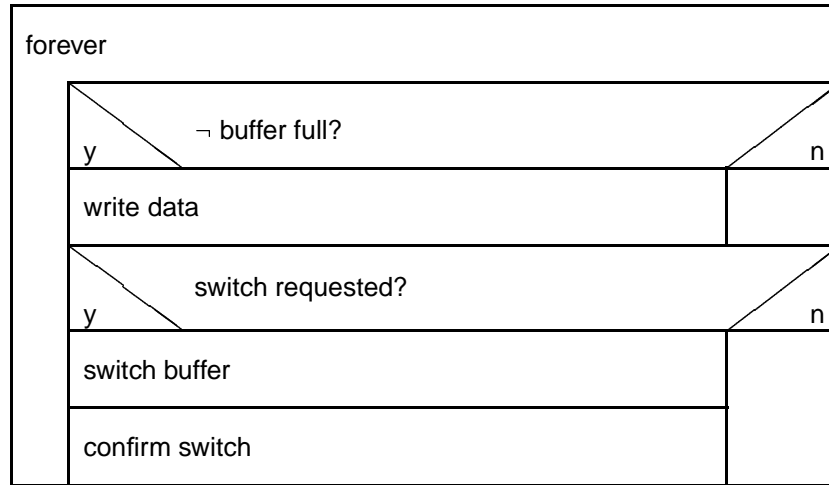 forever
¬ buffer full?
y
n
write data
switch requested?
y
n
switch buffer
confirm switch